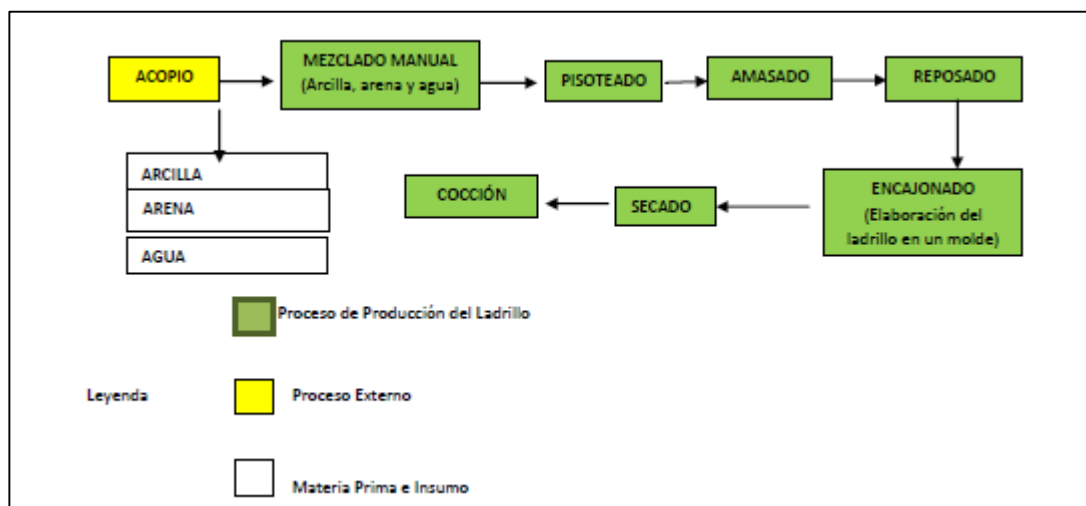 ACOPIO
MEZCLADO MANUAL
(Arcilla, arena y agua)
PISOTEADO
AMASADO
REPOSADO
ARCILLA
ARENA
AGUA
COCCIÓN
SECADO
ENCAJONADO
(Elaboración del
ladrillo en un molde)
Proceso de Producción del Ladrillo
Leyenda
Proceso Externo
Materia Prima e Insumo